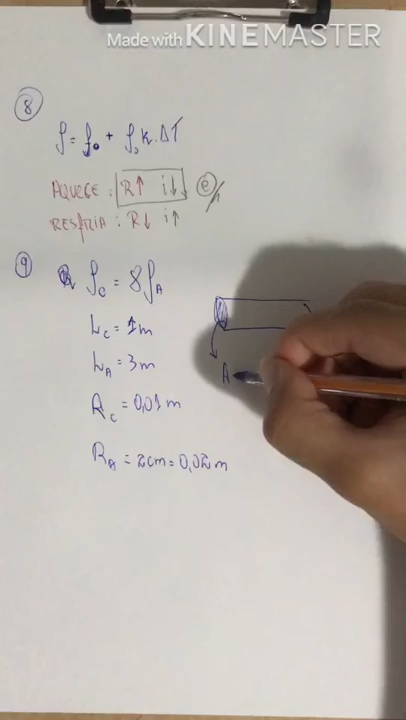 Made with KINEMASTER
8
ρ = ρ₀ + ρ₀ K. ΔT
AQUECE : R↑ i↓ e
RESFRIA : R↓ i↑
9
ρC = 8ρA
LC = 1m
LA = 3m
RC = 0,01 m
RA = 2cm = 0,02 m
A